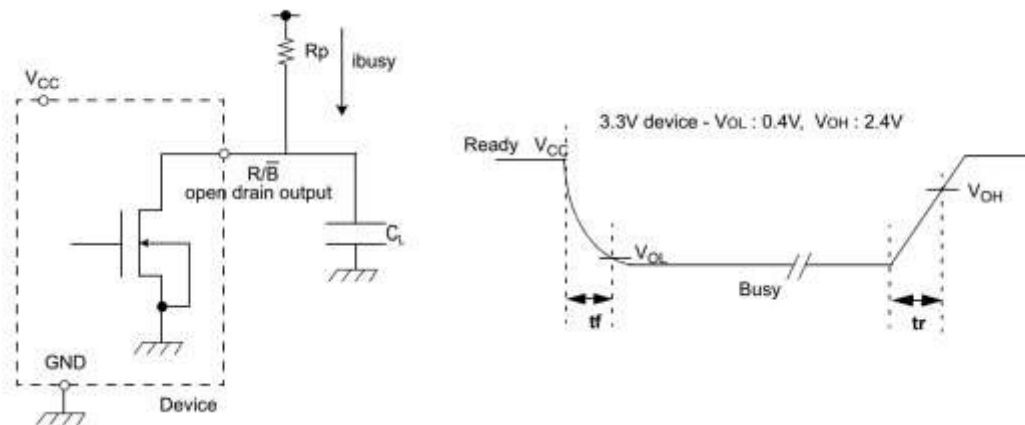 Rp
ibusy
VCC
R/B̅
open drain output
CL
GND
Device
3.3V device - VOL : 0.4V, VOH : 2.4V
Ready VCC
VOH
VOL
Busy
tf
tr